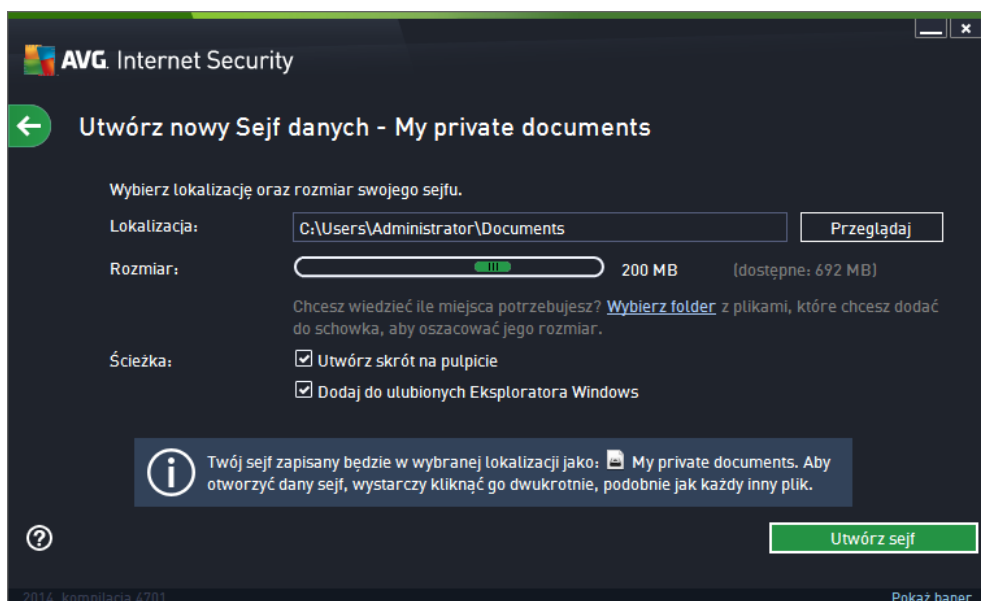 AVG. Internet Security
Utwórz nowy Sejf danych - My private documents
Wybierz lokalizację oraz rozmiar swojego sejfu.
Lokalizacja: C:\Users\Administrator\Documents Przeglądaj
Rozmiar: 200 MB (dostępne: 692 MB)
Chcesz wiedzieć ile miejsca potrzebujesz? Wybierz folder z plikami, które chcesz dodać
do schowka, aby oszacować jego rozmiar.
Ścieżka: Utwórz skrót na pulpicie
Dodaj do ulubionych Eksploratora Windows
Twój sejf zapisany będzie w wybranej lokalizacji jako: My private documents. Aby
otworzyć dany sejf, wystarczy kliknąć go dwukrotnie, podobnie jak każdy inny plik.
Utwórz sejf
2014, kompilacja 4701 Pokaż baner